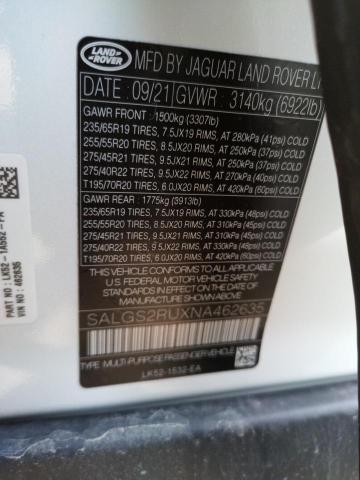 LAND-
ROVER
MFD BY JAGUAR LAND ROVER
DATE: 09/21 GVWR - 3140kg (6922lb)
GAWR FRONT: 1500kg (3307lb)
235/65R19 TIRES, 7.5JX19 RIMS, AT 280kPa (41psi) COLD
255/55R20 TIRES, 8.5JX20 RIMS, AT 250kPa (37psi) COLD
275/45R21 TIRES, 9.5JX21 RIMS, AT 250kPa (37psi) COLD
275/40R22 TIRES, 9.5JX22 RIMS, AT 270kPa (40psi) COLD
T195/70R20 TIRES, 6.0JX20 RIMS, AT 420kPa (60psi) COLD
GAWR REAR: 1775kg (3913lb)
235/65R19 TIRES, 7.5JX19 RIMS, AT 330kPa (48psi) COLD
255/55R20 TIRES, 8.5JX20 RIMS, AT 310kPa (45psi) COLD
275/45R21 TIRES, 9.5JX21 RIMS, AT 310kPa (45psi) COLD
275/40R22 TIRES, 9.5JX22 RIMS, AT 330kPa (48psi) COLD
T195/70R20 TIRES, 6.0JX20 RIMS, AT 420kPa (60psi) COLD
THIS VEHICLE CONFORMS TO ALL APPLICABLE
U.S. FEDERAL MOTOR VEHICLE SAFETY
STANDARDS IN EFFECT ON THE DATE OF
MANUFACTURE SHOWN ABOVE
SALGS2RUXNA462635
TYPE: MULTI-PURPOSE PASSENGER VEHICLE
LK52-1532-EA
PART No:
LK52-1A552-FA
VIN No: 462635